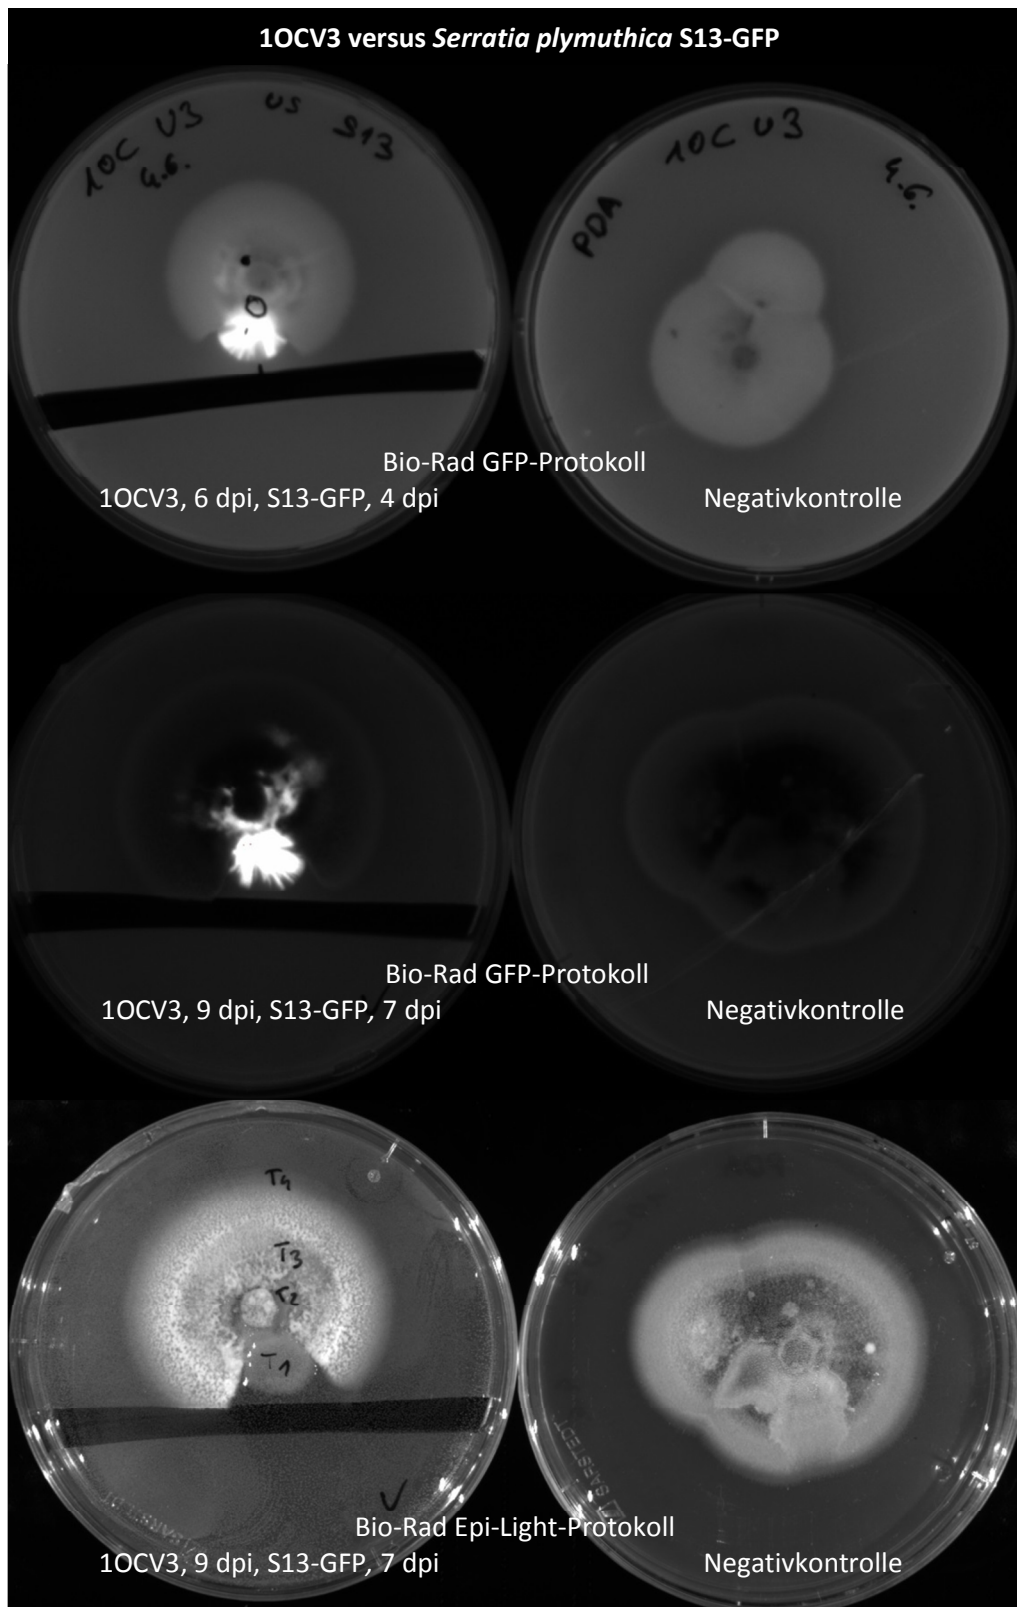 1OCV3 versus Serratia plymuthica S13-GFP
10C V3 vs S13
4.6.
10C V3
4.6.
PDA
Bio-Rad GFP-Protokoll
1OCV3, 6 dpi, S13-GFP, 4 dpi Negativkontrolle
Bio-Rad GFP-Protokoll
1OCV3, 9 dpi, S13-GFP, 7 dpi Negativkontrolle
T4
T3
T2
T1
V
SARSTEDT
Bio-Rad Epi-Light-Protokoll
1OCV3, 9 dpi, S13-GFP, 7 dpi Negativkontrolle